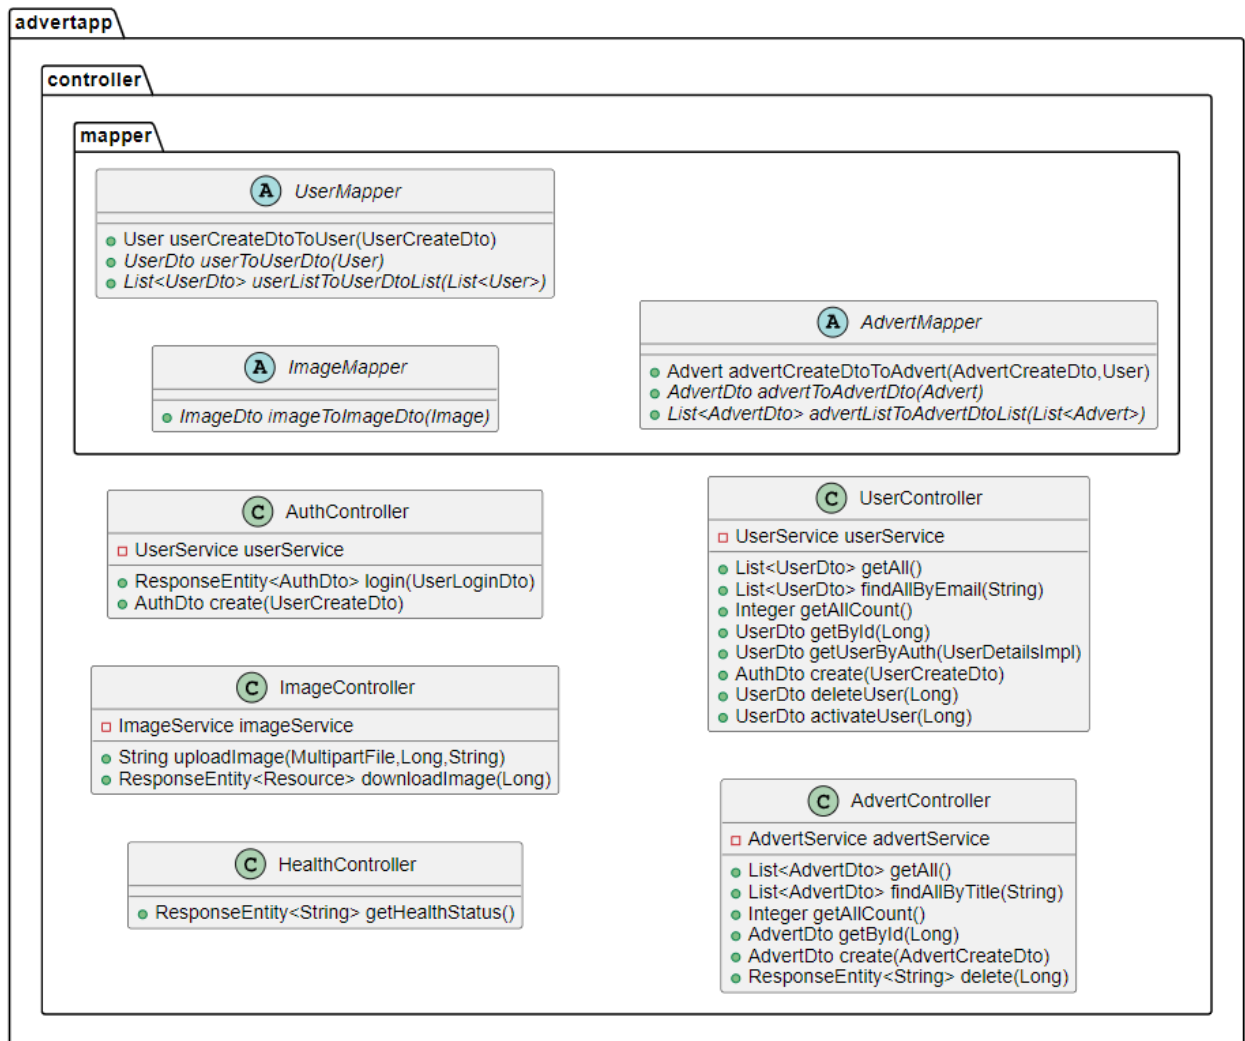 advertapp
controller
mapper
A UserMapper
User userCreateDtoToUser(UserCreateDto)
UserDto userToUserDto(User)
List<UserDto> userListToUserDtoList(List<User>)
A ImageMapper
ImageDto imageToImageDto(Image)
A AdvertMapper
Advert advertCreateDtoToAdvert(AdvertCreateDto,User)
AdvertDto advertToAdvertDto(Advert)
List<AdvertDto> advertListToAdvertDtoList(List<Advert>)
C AuthController
UserService userService
ResponseEntity<AuthDto> login(UserLoginDto)
AuthDto create(UserCreateDto)
C ImageController
ImageService imageService
String uploadImage(MultipartFile,Long,String)
ResponseEntity<Resource> downloadImage(Long)
C HealthController
ResponseEntity<String> getHealthStatus()
C UserController
UserService userService
List<UserDto> getAll()
List<UserDto> findAllByEmail(String)
Integer getAllCount()
UserDto getById(Long)
UserDto getUserByAuth(UserDetailsImpl)
AuthDto create(UserCreateDto)
UserDto deleteUser(Long)
UserDto activateUser(Long)
C AdvertController
AdvertService advertService
List<AdvertDto> getAll()
List<AdvertDto> findAllByTitle(String)
Integer getAllCount()
AdvertDto getById(Long)
AdvertDto create(AdvertCreateDto)
ResponseEntity<String> delete(Long)